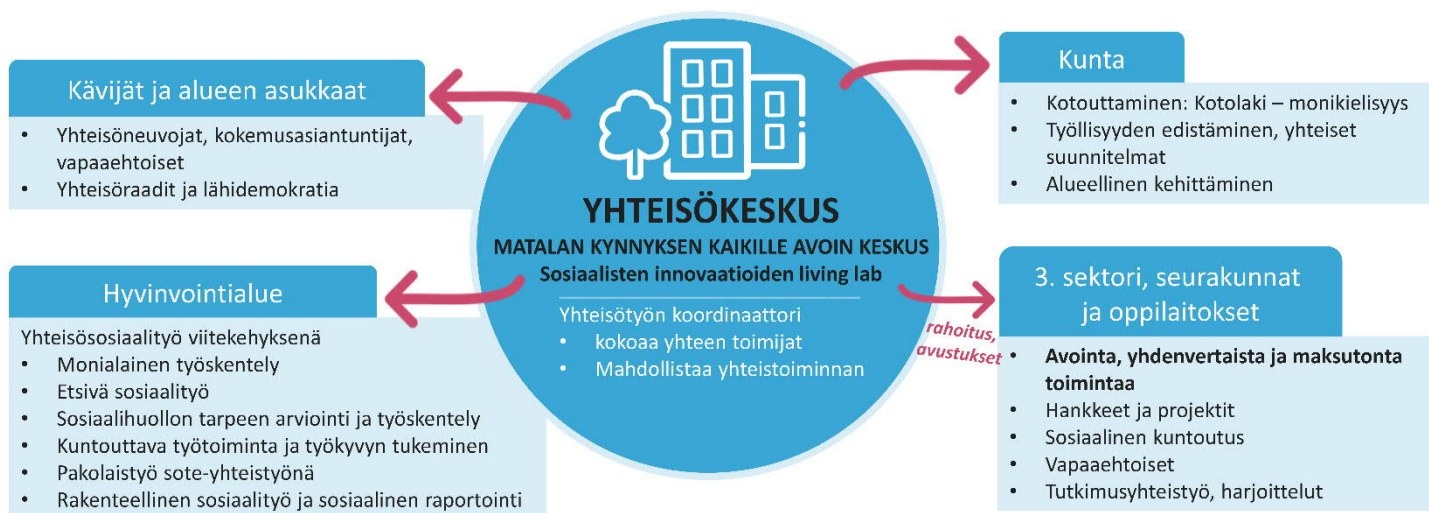 Kävijät ja alueen asukkaat
• Yhteisöneuvojat, kokemusasiantuntijat,
vapaaehtoiset
• Yhteisöraadit ja lähidemokratia
Hyvinvointialue
Yhteisösosiaalityö viitekehyksenä
• Monialainen työskentely
• Etsivä sosiaalityö
• Sosiaalihuollon tarpeen arviointi ja työskentely
• Kuntouttava työtoiminta ja työkyvyn tukeminen
• Pakolaistyö sote-yhteistyönä
• Rakenteellinen sosiaalityö ja sosiaalinen raportointi
YHTEISÖKESKUS
MATALAN KYNNYKSEN KAIKILLE AVOIN KESKUS
Sosiaalisten innovaatioiden living lab
Yhteisötyön koordinaattori
• kokoaa yhteen toimijat
• Mahdollistaa yhteistoiminnan
Kunta
• Kotouttaminen: Kotolaki – monikielisyys
• Työllisyyden edistäminen, yhteiset
suunnitelmat
• Alueellinen kehittäminen
rahoitus,
avustukset
3. sektori, seurakunnat
ja oppilaitokset
• Avointa, yhdenvertaista ja maksutonta
toimintaa
• Hankkeet ja projektit
• Sosiaalinen kuntoutus
• Vapaaehtoiset
• Tutkimusyhteistyö, harjoittelut